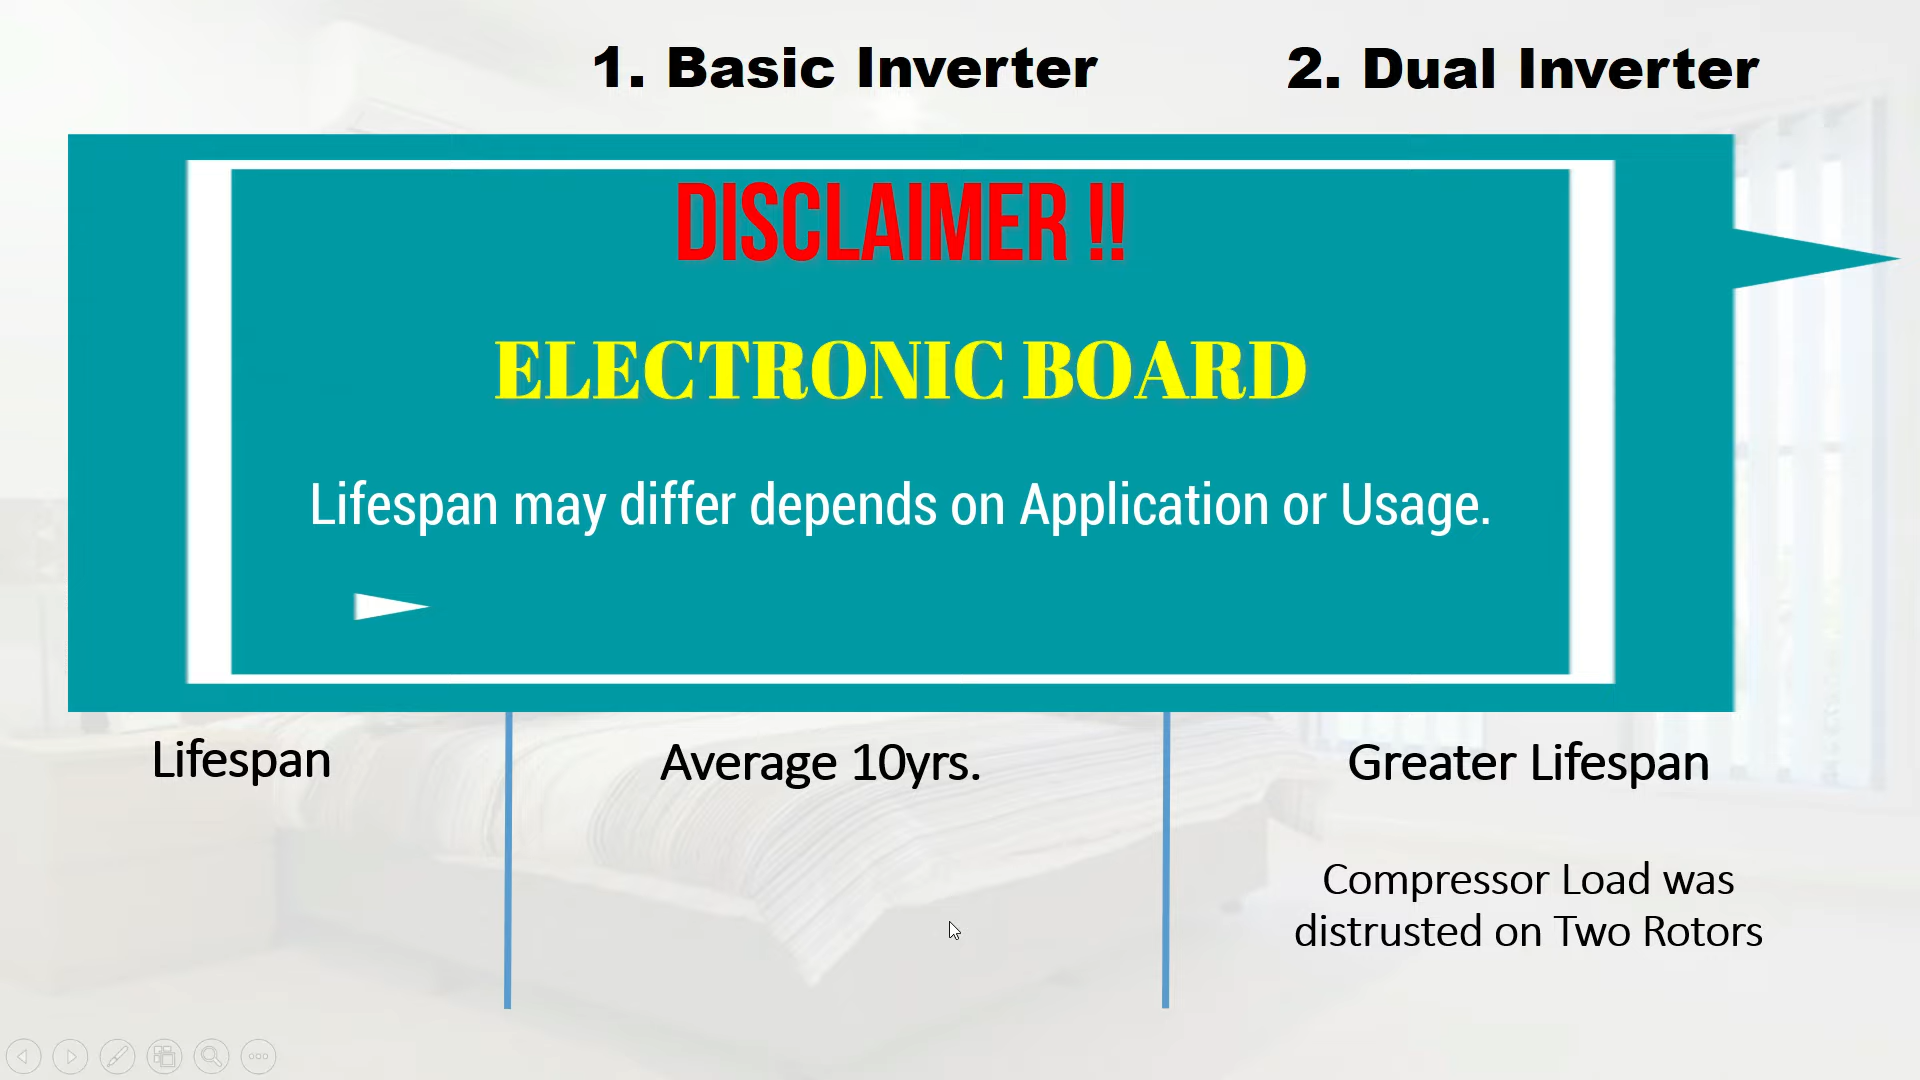 1. Basic Inverter
2. Dual Inverter
DISCLAIMER !!
ELECTRONIC BOARD
Lifespan may differ depends on Application or Usage.
Lifespan
Average 10yrs.
Greater Lifespan
Compressor Load was
distrusted on Two Rotors